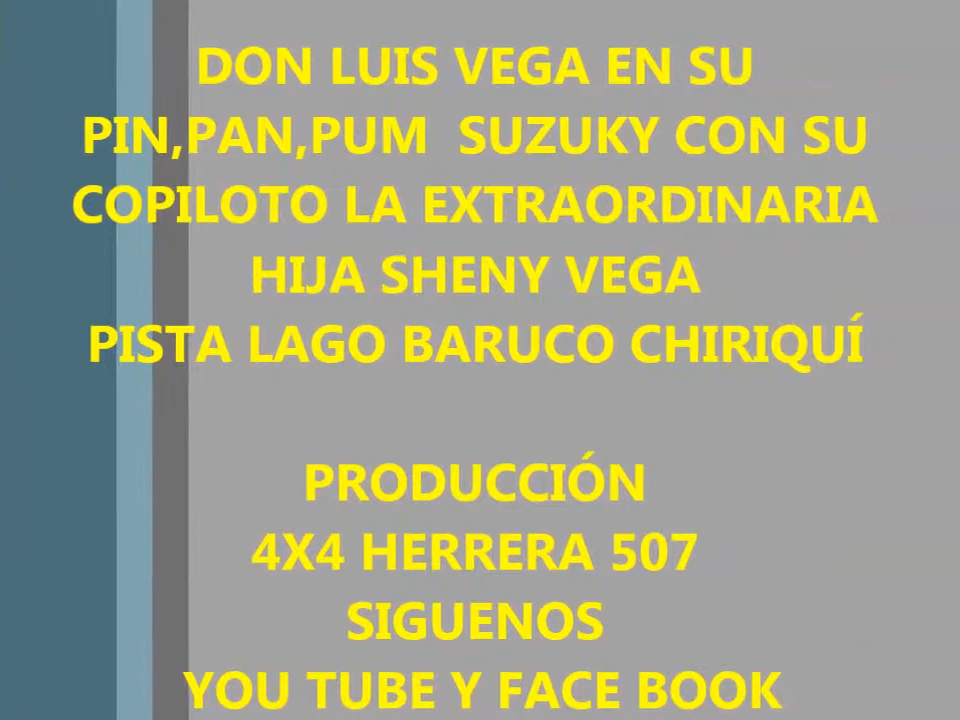 DON LUIS VEGA EN SU
PIN,PAN,PUM SUZUKY CON SU
COPILOTO LA EXTRAORDINARIA
HIJA SHENY VEGA
PISTA LAGO BARUCO CHIRIQUÍ
PRODUCCIÓN
4X4 HERRERA 507
SIGUENOS
YOU TUBE Y FACE BOOK